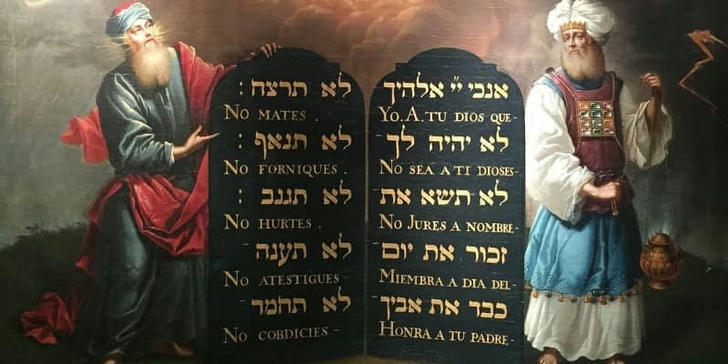 אנכי יי אלהיך
YO. A. TU DIOS QUE-
לא יהיה לך
NO SEA A TI DIOSES-
לא תשא את
NO JURES A NOMBRE-
זכור את יום
MIEMBRA A DIA DEL-
כבד את אביך
HONRA A TU PADRE-
לא תרצח :
NO MATES
לא תנאף :
NO FORNIQUES .
לא תגנב :
NO HURTES .
לא תענה
NO ATESTIGUES-
לא תחמד
NO COBDICIES-